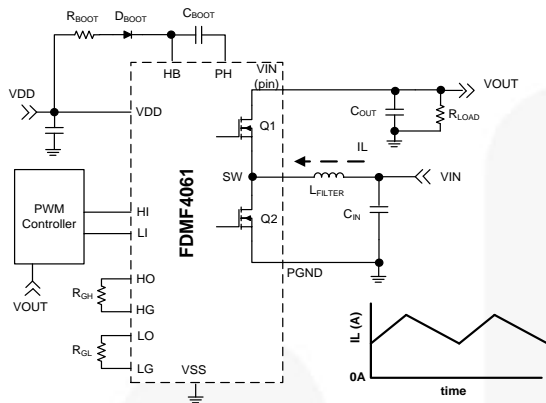 RBOOT
DBOOT
CBOOT
HB
PH
VIN
(pin)
VOUT
VDD
VDD
COUT
RLOAD
Q1
IL
SW
LFILTER
VIN
CIN
PWM
Controller
HI
LI
FDMF4061
Q2
PGND
VOUT
RGH
HO
HG
RGL
LO
LG
VSS
IL (A)
0A
time